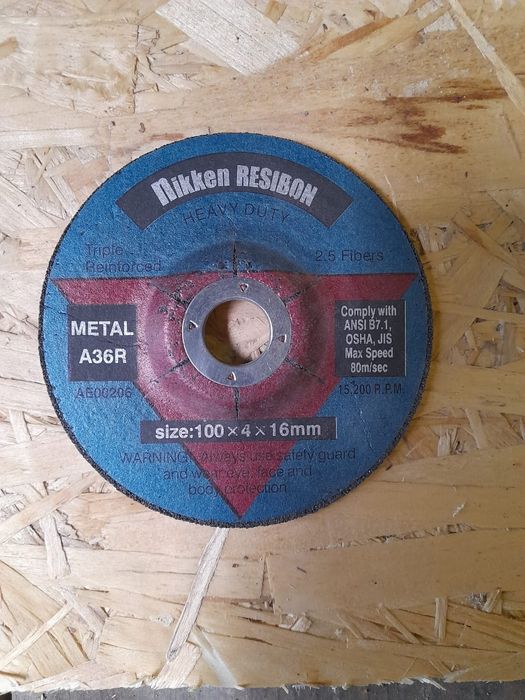 nikken RESIBON
HEAVY DUTY
Triple
Reinforced
2.5 Fibers
METAL
A36R
Comply with
ANSI B7.1,
OSHA, JIS
Max Speed
80m/sec
AE00206
15.200 R.P.M.
size:100×4×16mm
WARNING: Always use safety guard
and wear eye, face and
body protection